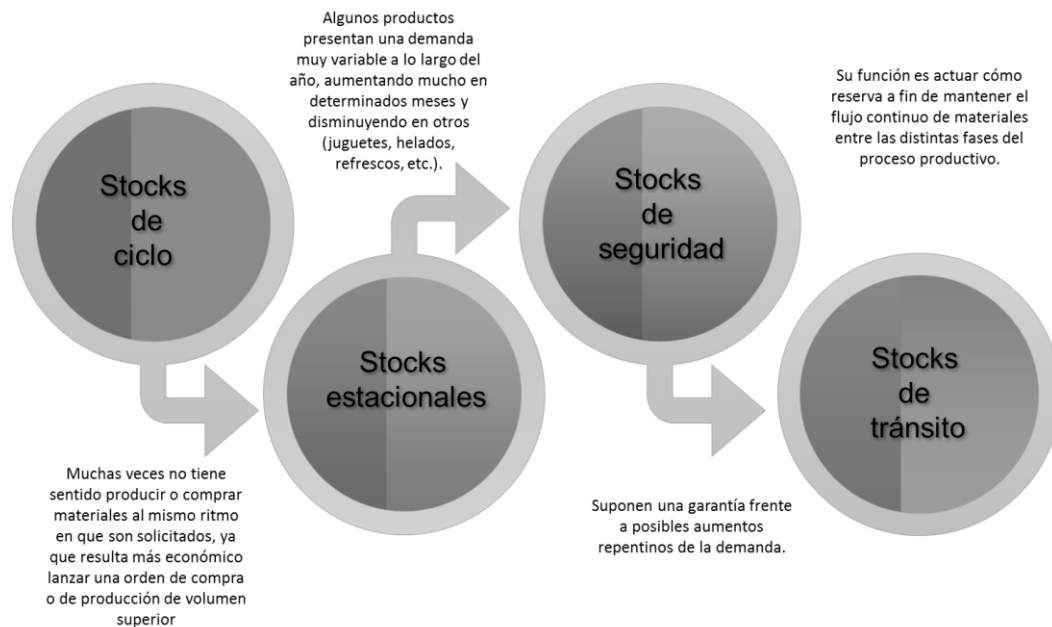 Stocks
de
ciclo
Muchas veces no tiene
sentido producir o comprar
materiales al mismo ritmo
en que son solicitados, ya
que resulta más económico
lanzar una orden de compra
o de producción de volumen
superior
Algunos productos
presentan una demanda
muy variable a lo largo del
año, aumentando mucho en
determinados meses y
disminuyendo en otros
(juguetes, helados,
refrescos, etc.).
Stocks
estacionales
Stocks
de
seguridad
Suponen una garantía frente
a posibles aumentos
repentinos de la demanda.
Su función es actuar cómo
reserva a fin de mantener el
flujo continuo de materiales
entre las distintas fases del
proceso productivo.
Stocks
de
tránsito